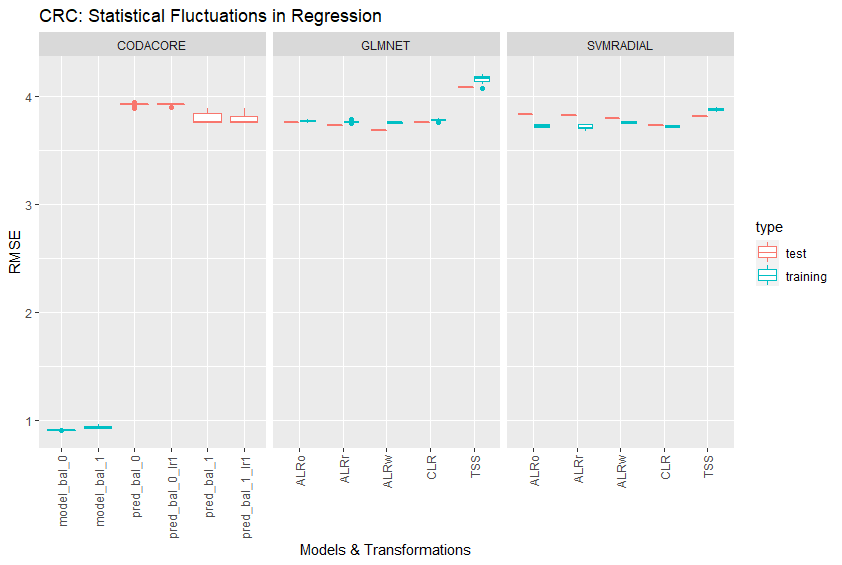 CRC: Statistical Fluctuations in Regression
CODACORE
GLMNET
SVMRADIAL
4
3
2
1
RMSE
model_bal_0
model_bal_1
pred_bal_0
pred_bal_0_lr1
pred_bal_1
pred_bal_1_lr1
ALRo
ALRr
ALRw
CLR
TSS
ALRo
ALRr
ALRw
CLR
TSS
Models & Transformations
type
test
training